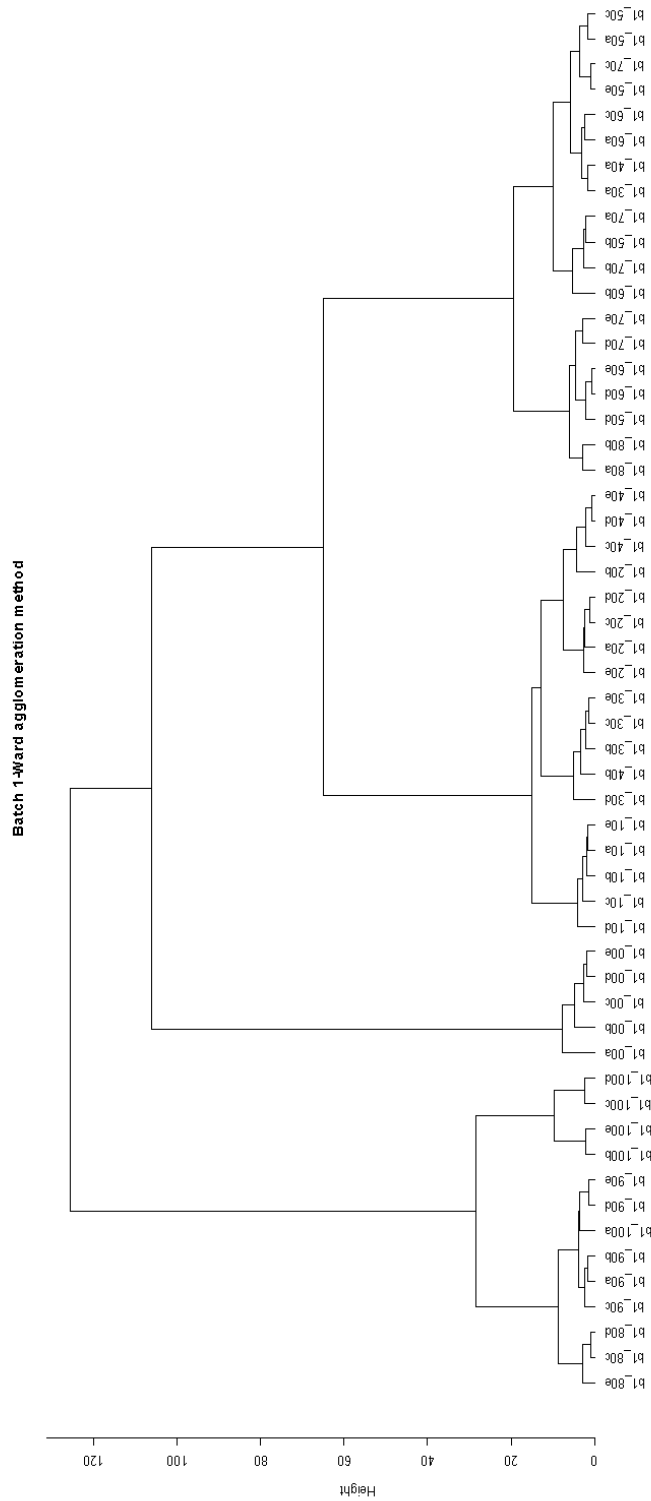 Batch 1-Ward agglomeration method
b1_50c
b1_50a
b1_70c
b1_50e
b1_60c
b1_60a
b1_40a
b1_30a
b1_70a
b1_50b
b1_70b
b1_60b
b1_70e
b1_70d
b1_60e
b1_60d
b1_50d
b1_80b
b1_80a
b1_40e
b1_40d
b1_40c
b1_20b
b1_20d
b1_20c
b1_20a
b1_20e
b1_30e
b1_30c
b1_30b
b1_40b
b1_30d
b1_10e
b1_10a
b1_10b
b1_10c
b1_10d
b1_00e
b1_00d
b1_00c
b1_00b
b1_00a
b1_100d
b1_100c
b1_100e
b1_100b
b1_90e
b1_90d
b1_100a
b1_90b
b1_90a
b1_90c
b1_80d
b1_80c
b1_80e
120 100 80 60 40 20 0
Height